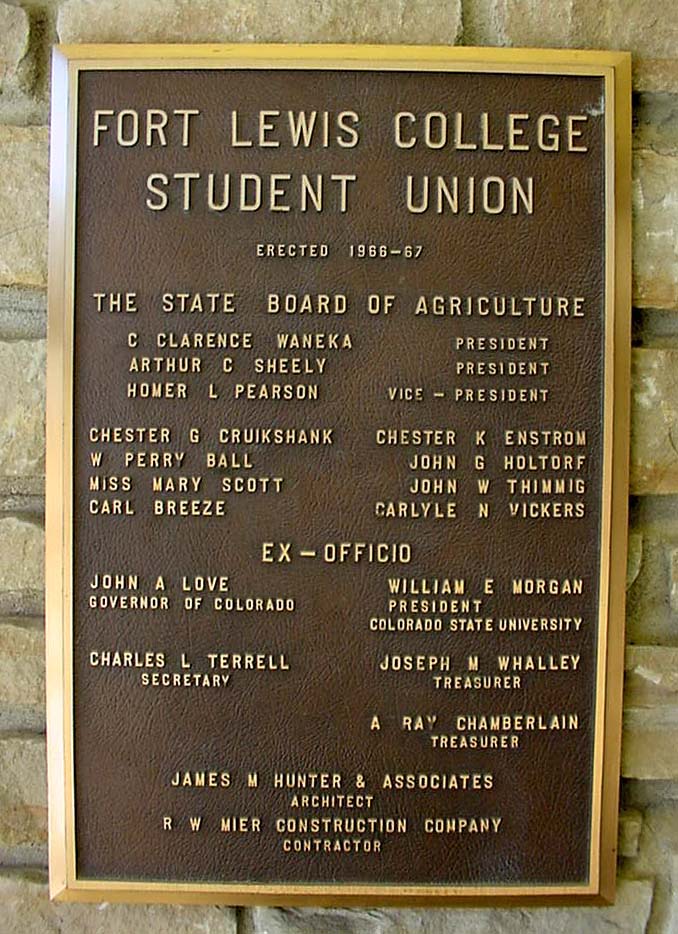 FORT LEWIS COLLEGE
STUDENT UNION
ERECTED 1966-67
THE STATE BOARD OF AGRICULTURE
C CLARENCE WANEKA PRESIDENT
ARTHUR C SHEELY PRESIDENT
HOMER L PEARSON VICE - PRESIDENT
CHESTER G CRUIKSHANK CHESTER K ENSTROM
W PERRY BALL JOHN G HOLTORF
MISS MARY SCOTT JOHN W THIMMIG
CARL BREEZE CARLYLE N VICKERS
EX - OFFICIO
JOHN A LOVE WILLIAM E MORGAN
GOVERNOR OF COLORADO PRESIDENT
COLORADO STATE UNIVERSITY
CHARLES L TERRELL JOSEPH M WHALLEY
SECRETARY TREASURER
A RAY CHAMBERLAIN
TREASURER
JAMES M HUNTER & ASSOCIATES
ARCHITECT
R W MIER CONSTRUCTION COMPANY
CONTRACTOR